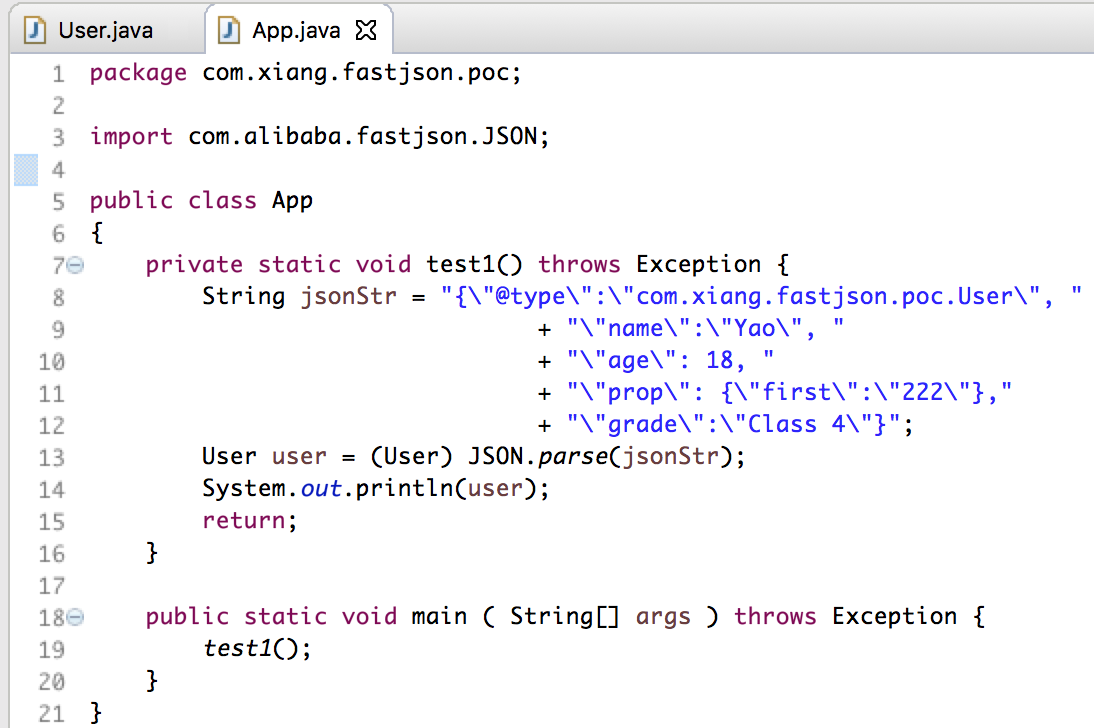 User.java App.java
1 package com.xiang.fastjson.poc;
2
3 import com.alibaba.fastjson.JSON;
4
5 public class App
6 {
7     private static void test1() throws Exception {
8         String jsonStr = "{\"@type\":\"com.xiang.fastjson.poc.User\", "
9                                 + "\"name\":\"Yao\", "
10                                 + "\"age\": 18, "
11                                 + "\"prop\": {\"first\":\"222\"},"
12                                 + "\"grade\":\"Class 4\"}";
13         User user = (User) JSON.parse(jsonStr);
14         System.out.println(user);
15         return;
16     }
17
18     public static void main ( String[] args ) throws Exception {
19         test1();
20     }
21 }